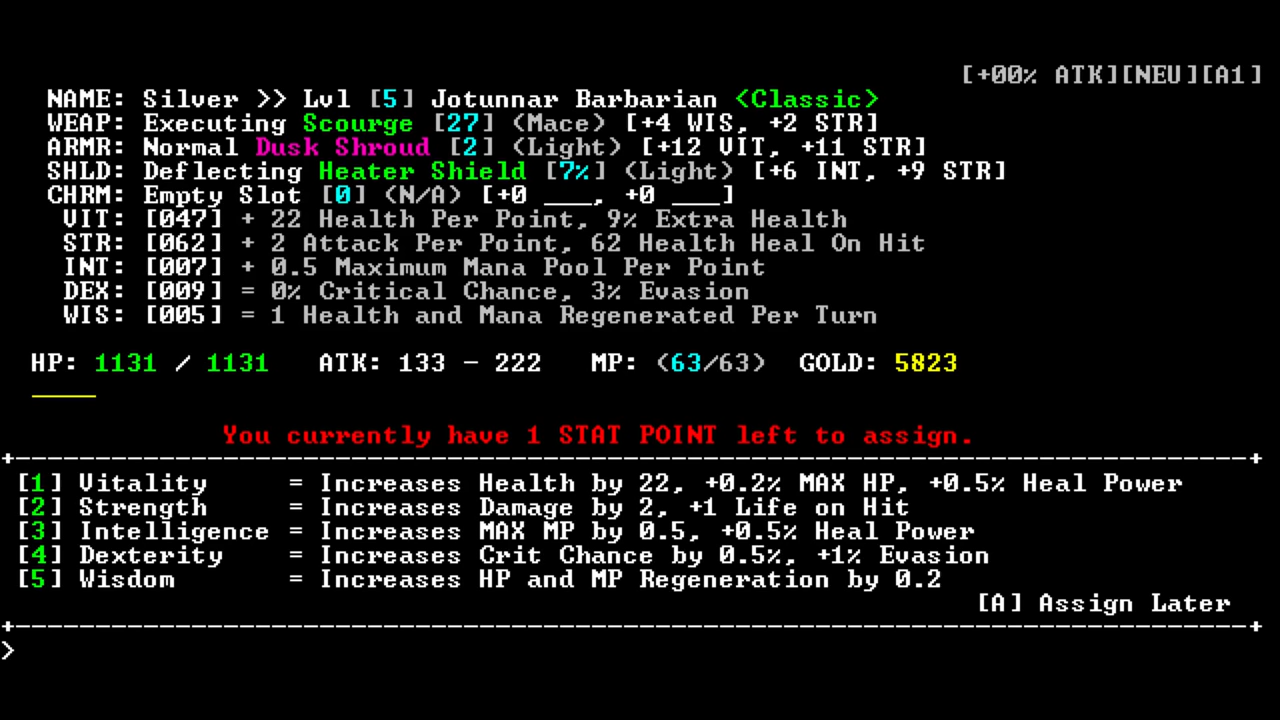 [+00% ATK][NEU][A1]
NAME: Silver >> Lvl [5] Jotunnar Barbarian <Classic>
WEAP: Executing Scourge [27] (Mace) [+4 WIS, +2 STR]
ARMR: Normal Dusk Shroud [2] (Light) [+12 VIT, +11 STR]
SHLD: Deflecting Heater Shield [7%] (Light) [+6 INT, +9 STR]
CHRM: Empty Slot [0] (N/A) [+0 ___, +0 ___]
VIT: [047] + 22 Health Per Point, 9% Extra Health
STR: [062] + 2 Attack Per Point, 62 Health Heal On Hit
INT: [007] + 0.5 Maximum Mana Pool Per Point
DEX: [009] = 0% Critical Chance, 3% Evasion
WIS: [005] = 1 Health and Mana Regenerated Per Turn
HP: 1131 / 1131 ATK: 133 - 222 MP: (63/63) GOLD: 5823
You currently have 1 STAT POINT left to assign.
[1] Vitality = Increases Health by 22, +0.2% MAX HP, +0.5% Heal Power
[2] Strength = Increases Damage by 2, +1 Life on Hit
[3] Intelligence = Increases MAX MP by 0.5, +0.5% Heal Power
[4] Dexterity = Increases Crit Chance by 0.5%, +1% Evasion
[5] Wisdom = Increases HP and MP Regeneration by 0.2
[A] Assign Later
>